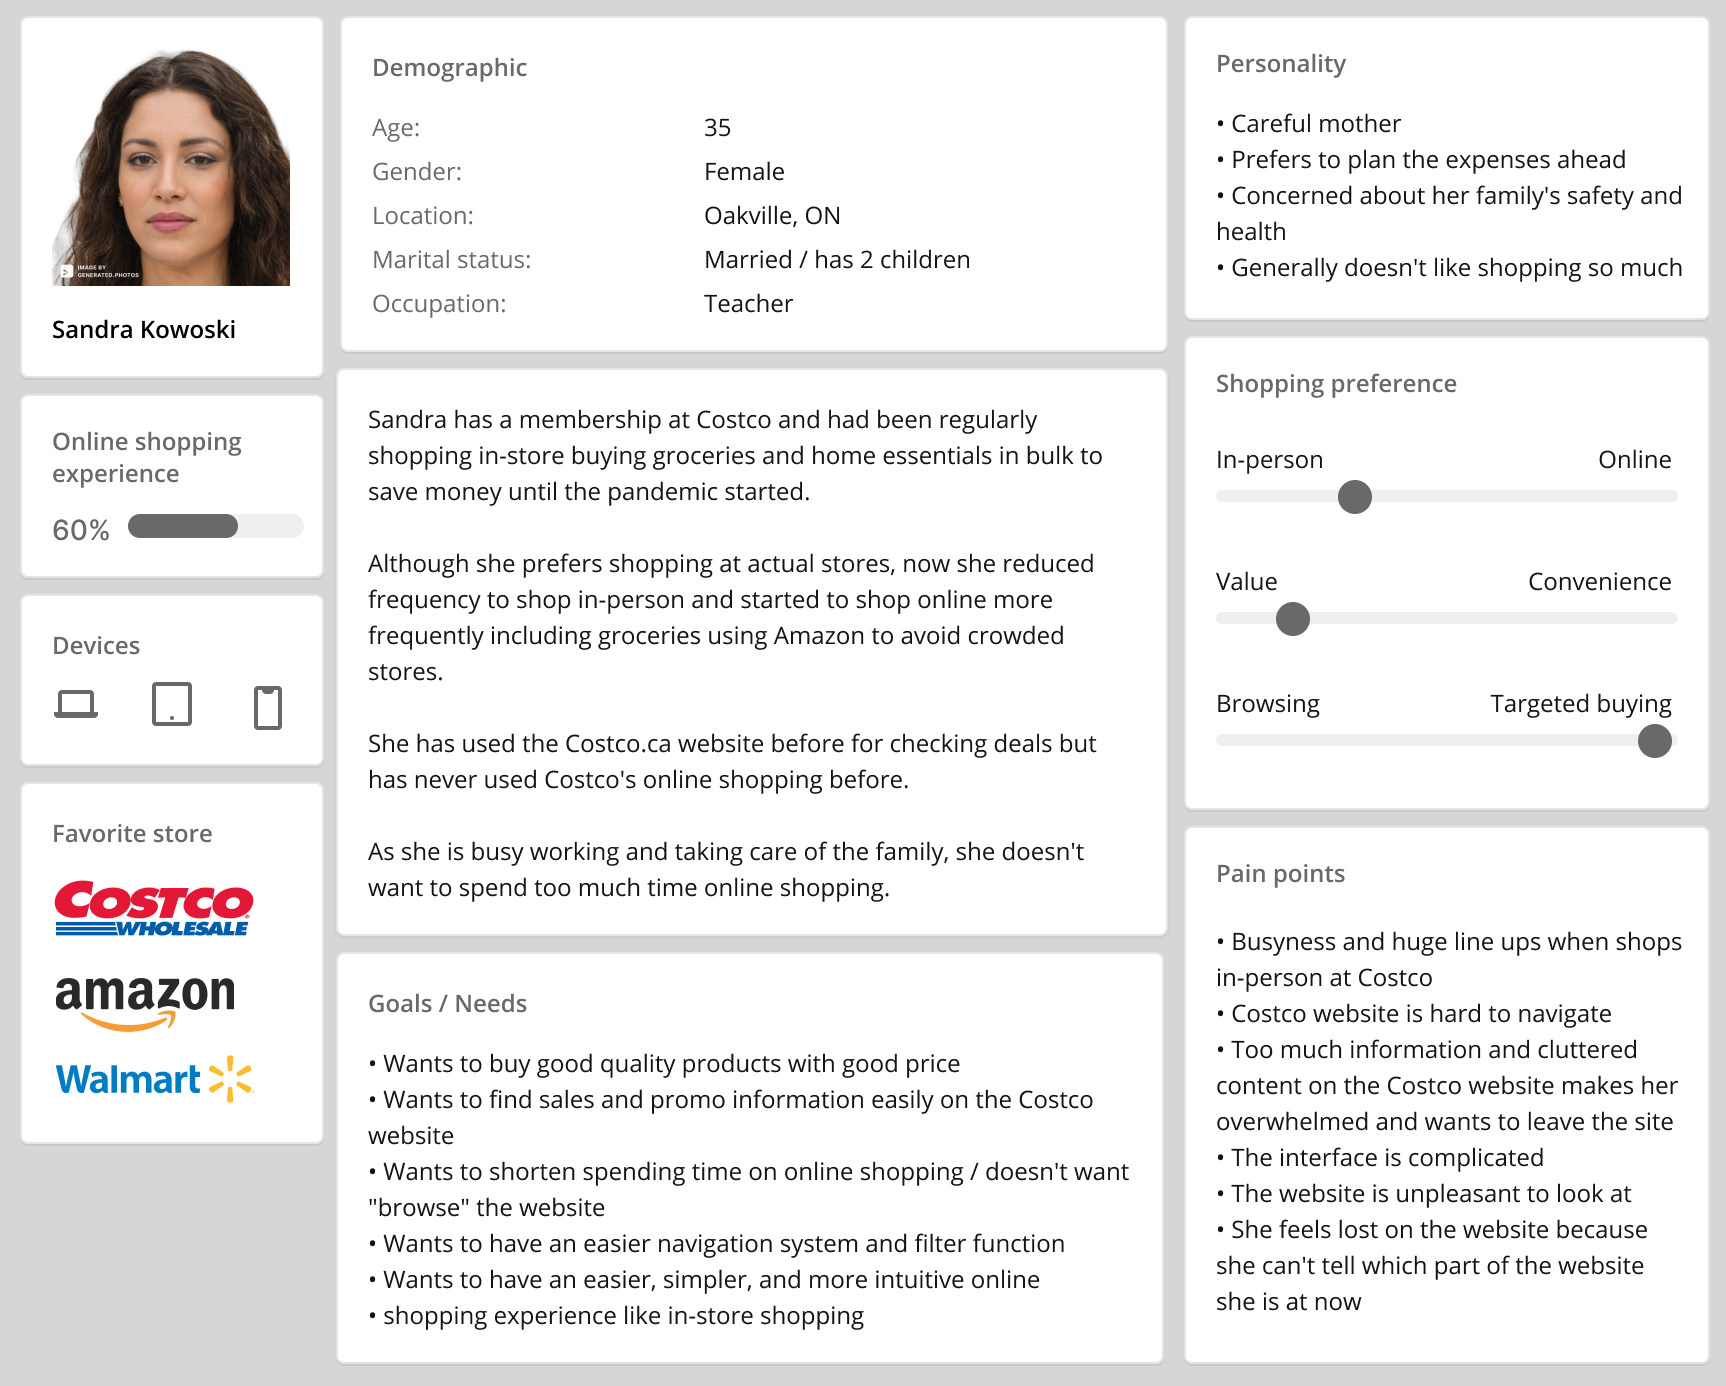 IMAGE BY
GENERATED.PHOTOS
Sandra Kowoski
Online shopping
experience
60%
Devices
Favorite store
COSTCO
WHOLESALE
amazon
Walmart
Demographic
Age: 35
Gender: Female
Location: Oakville, ON
Marital status: Married / has 2 children
Occupation: Teacher
Sandra has a membership at Costco and had been regularly
shopping in-store buying groceries and home essentials in bulk to
save money until the pandemic started.
Although she prefers shopping at actual stores, now she reduced
frequency to shop in-person and started to shop online more
frequently including groceries using Amazon to avoid crowded
stores.
She has used the Costco.ca website before for checking deals but
has never used Costco's online shopping before.
As she is busy working and taking care of the family, she doesn't
want to spend too much time online shopping.
Goals / Needs
• Wants to buy good quality products with good price
• Wants to find sales and promo information easily on the Costco
website
• Wants to shorten spending time on online shopping / doesn't want
"browse" the website
• Wants to have an easier navigation system and filter function
• Wants to have an easier, simpler, and more intuitive online
• shopping experience like in-store shopping
Personality
• Careful mother
• Prefers to plan the expenses ahead
• Concerned about her family's safety and
health
• Generally doesn't like shopping so much
Shopping preference
In-person Online
Value Convenience
Browsing Targeted buying
Pain points
• Busyness and huge line ups when shops
in-person at Costco
• Costco website is hard to navigate
• Too much information and cluttered
content on the Costco website makes her
overwhelmed and wants to leave the site
• The interface is complicated
• The website is unpleasant to look at
• She feels lost on the website because
she can't tell which part of the website
she is at now